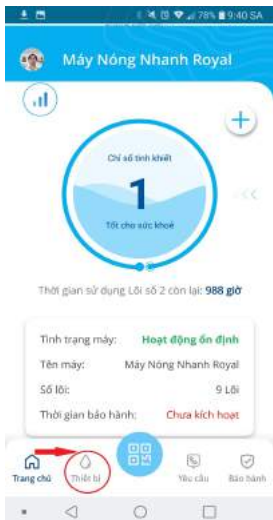 78% 9:40 SA
Máy Nóng Nhanh Royal
Chỉ số tinh khiết
1
Tốt cho sức khoẻ
Thời gian sử dụng Lõi số 2 còn lại: 988 giờ
Tình trạng máy: Hoạt động ổn định
Tên máy: Máy Nóng Nhanh Royal
Số lõi: 9 Lõi
Thời gian bảo hành: Chưa kích hoạt
Trang chủ Thiết bị Yêu cầu Bảo hành